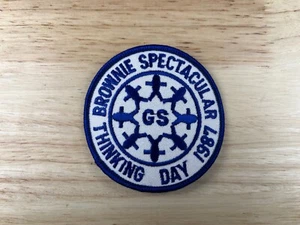 BROWNIE SPECTACULAR
GS
THINKING DAY 1987